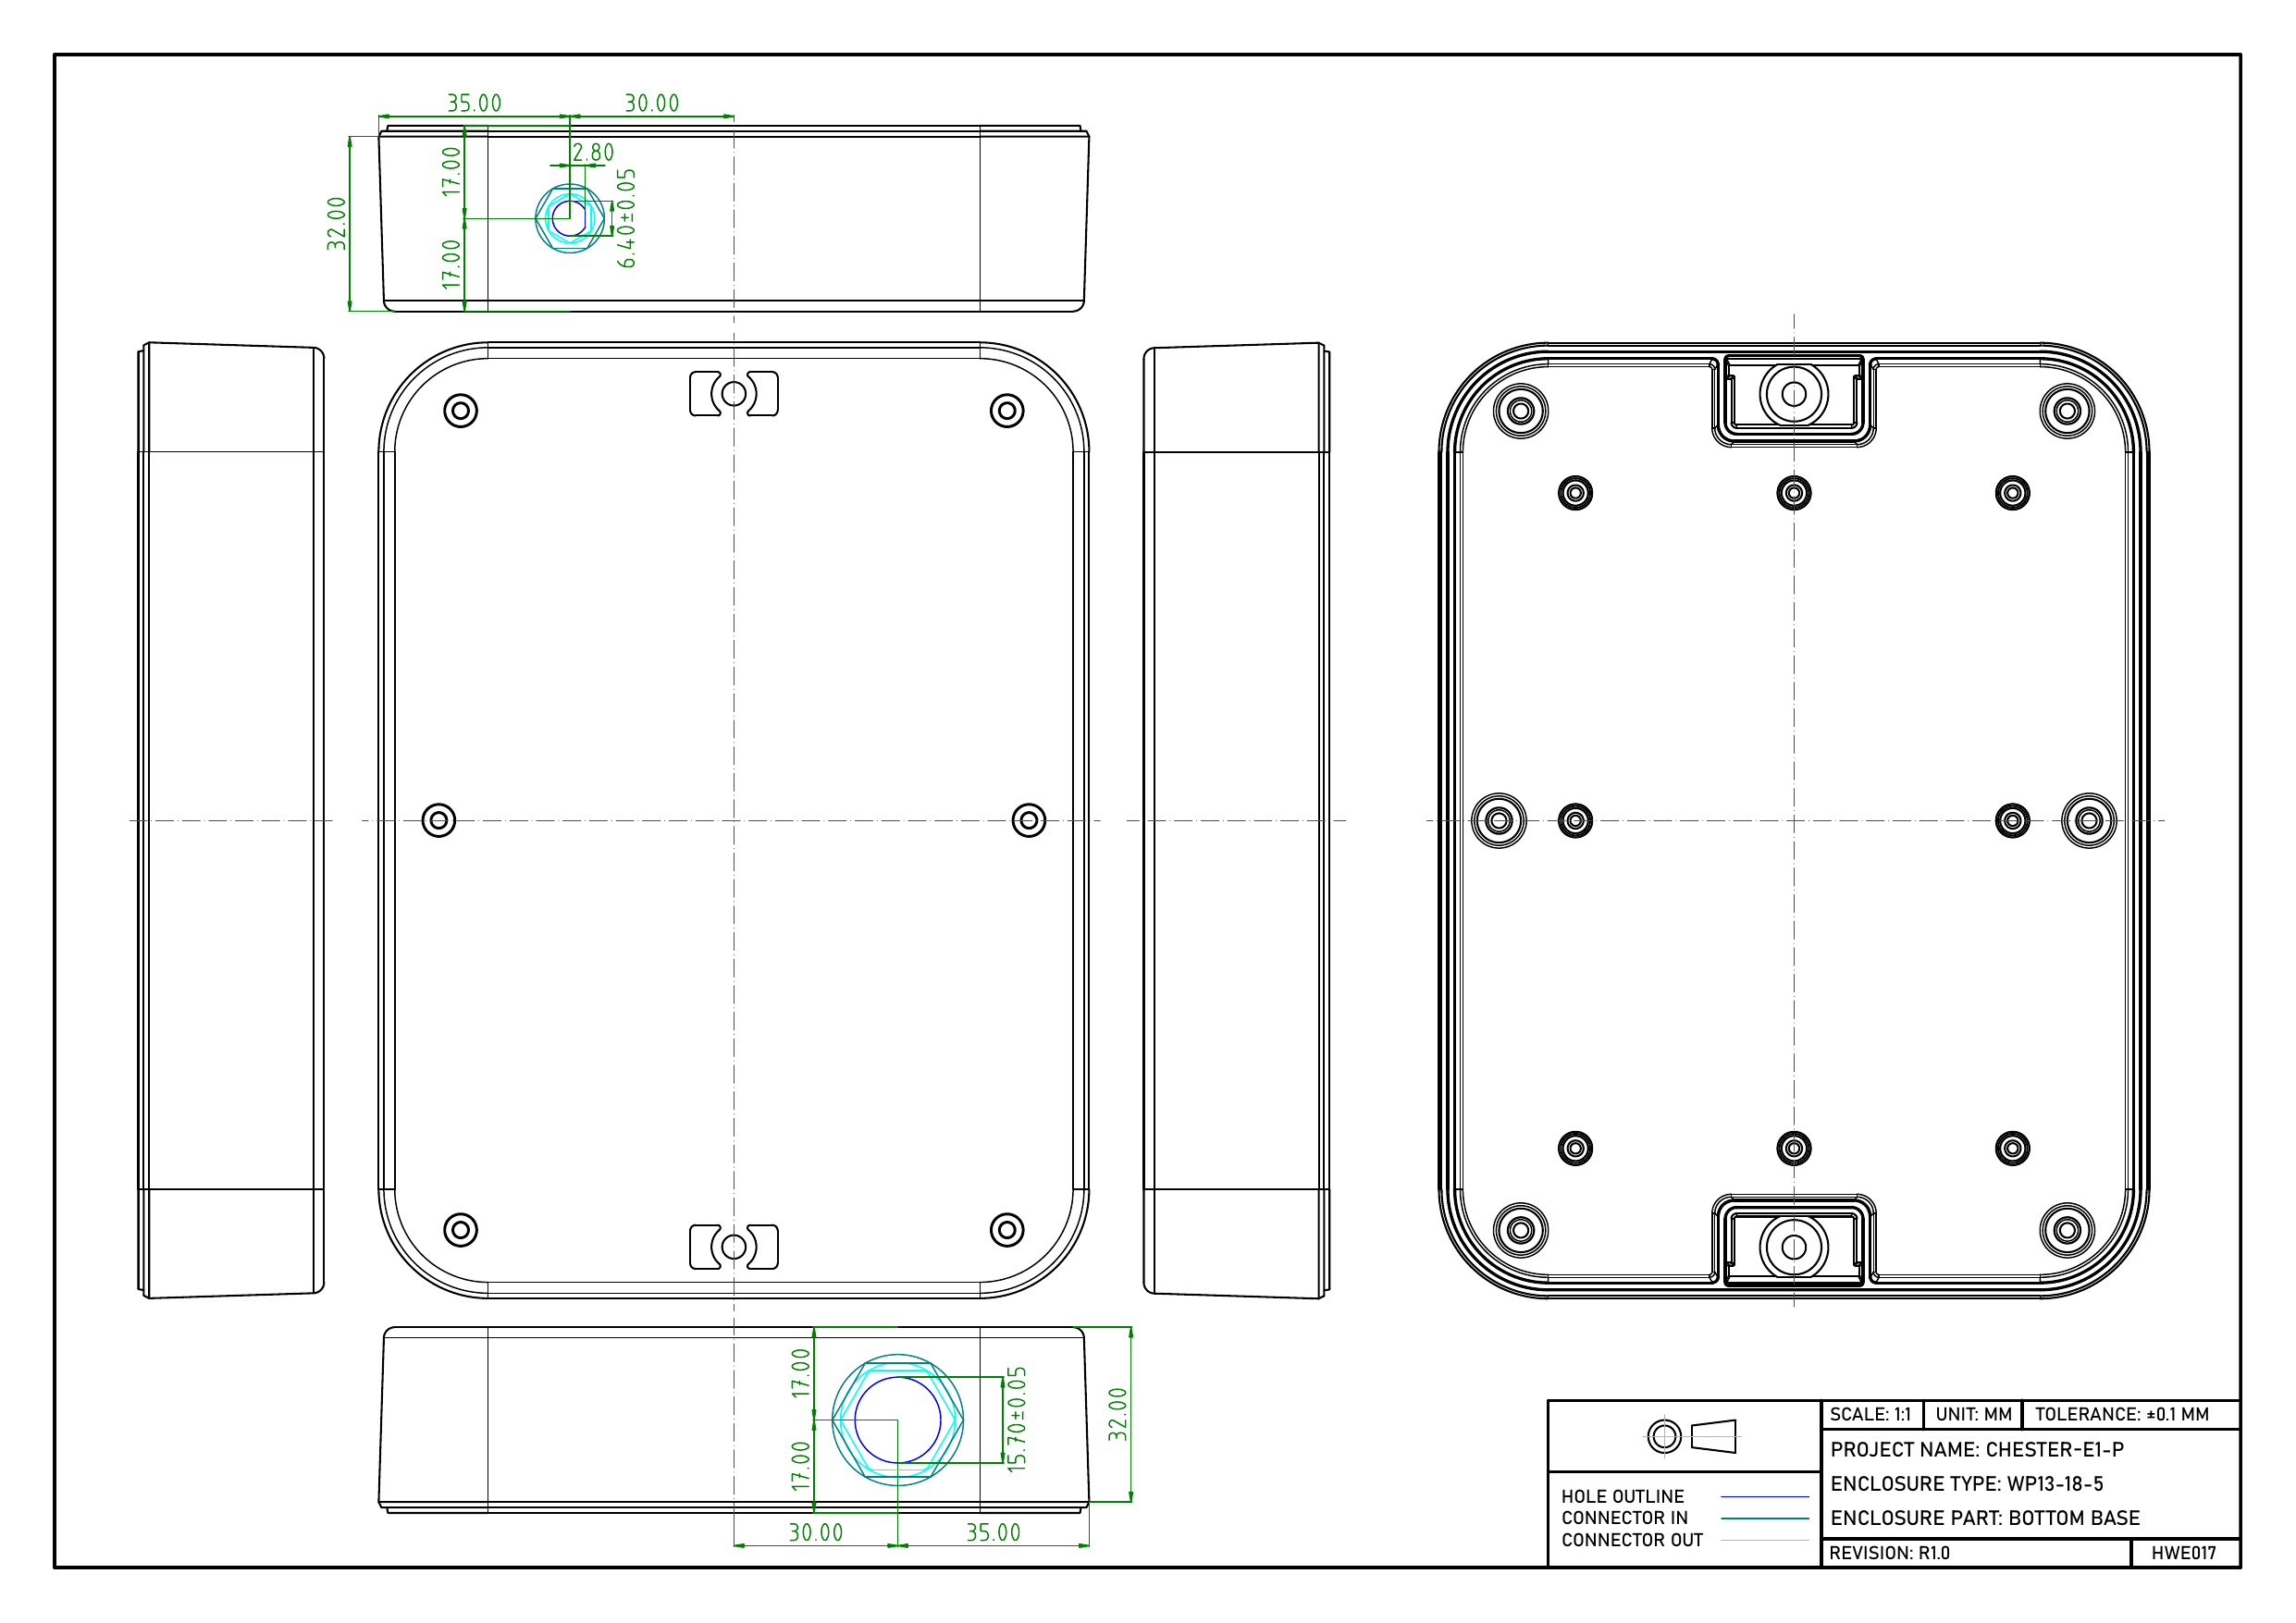 35.00
30.00
2.80
17.00
6.40±0.05
32.00
17.00
17.00
15.70±0.05
32.00
17.00
30.00
35.00
SCALE: 1:1 UNIT: MM TOLERANCE: ±0.1 MM
PROJECT NAME: CHESTER-E1-P
ENCLOSURE TYPE: WP13-18-5
HOLE OUTLINE
CONNECTOR IN
ENCLOSURE PART: BOTTOM BASE
CONNECTOR OUT
REVISION: R1.0 HWE017